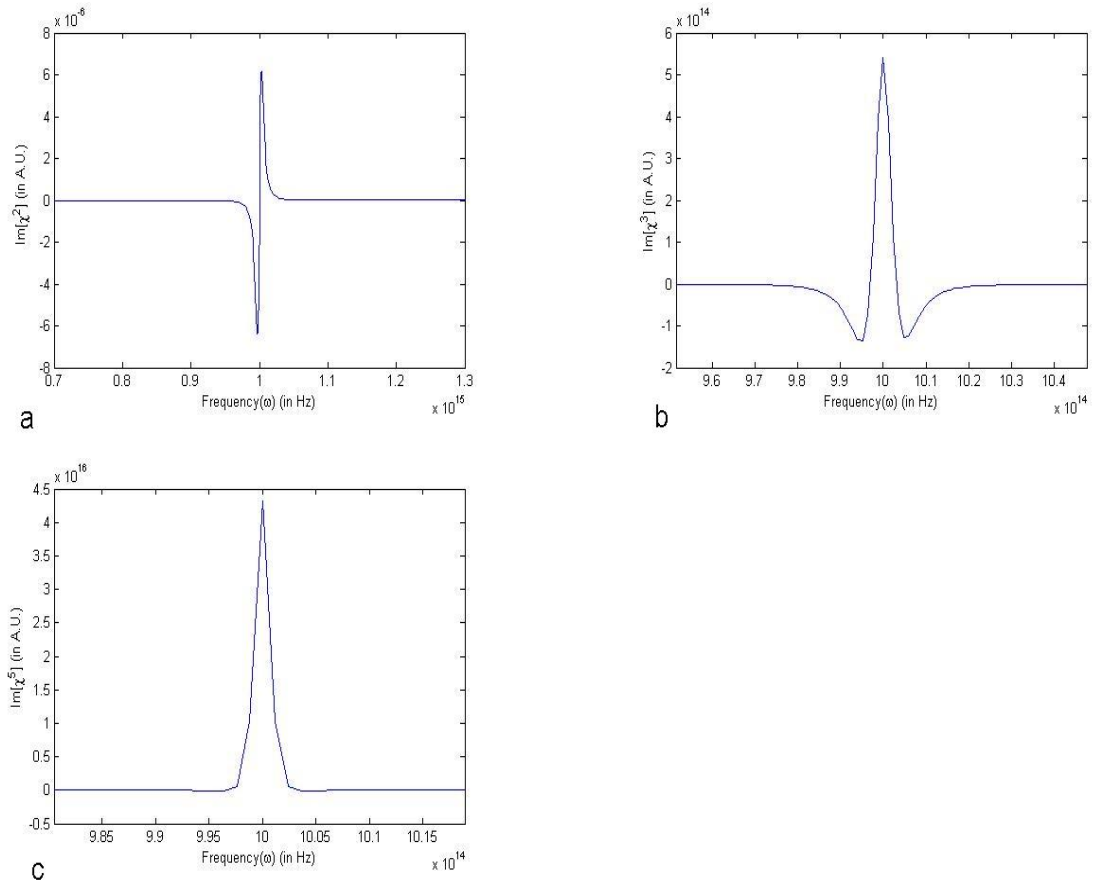 x 10^-6
8
6
4
2
0
-2
-4
-6
-8
Im[χ^2] (in A.U.)
0.7 0.8 0.9 1 1.1 1.2 1.3
Frequency(ω) (in Hz)
x 10^15
a
x 10^14
6
5
4
3
2
1
0
-1
-2
Im[χ^3] (in A.U.)
9.6 9.7 9.8 9.9 10 10.1 10.2 10.3 10.4
Frequency(ω) (in Hz)
x 10^14
b
x 10^16
4.5
4
3.5
3
2.5
2
1.5
1
0.5
0
-0.5
Im[χ^5] (in A.U.)
9.85 9.9 9.95 10 10.05 10.1 10.15
Frequency(ω) (in Hz)
x 10^14
c